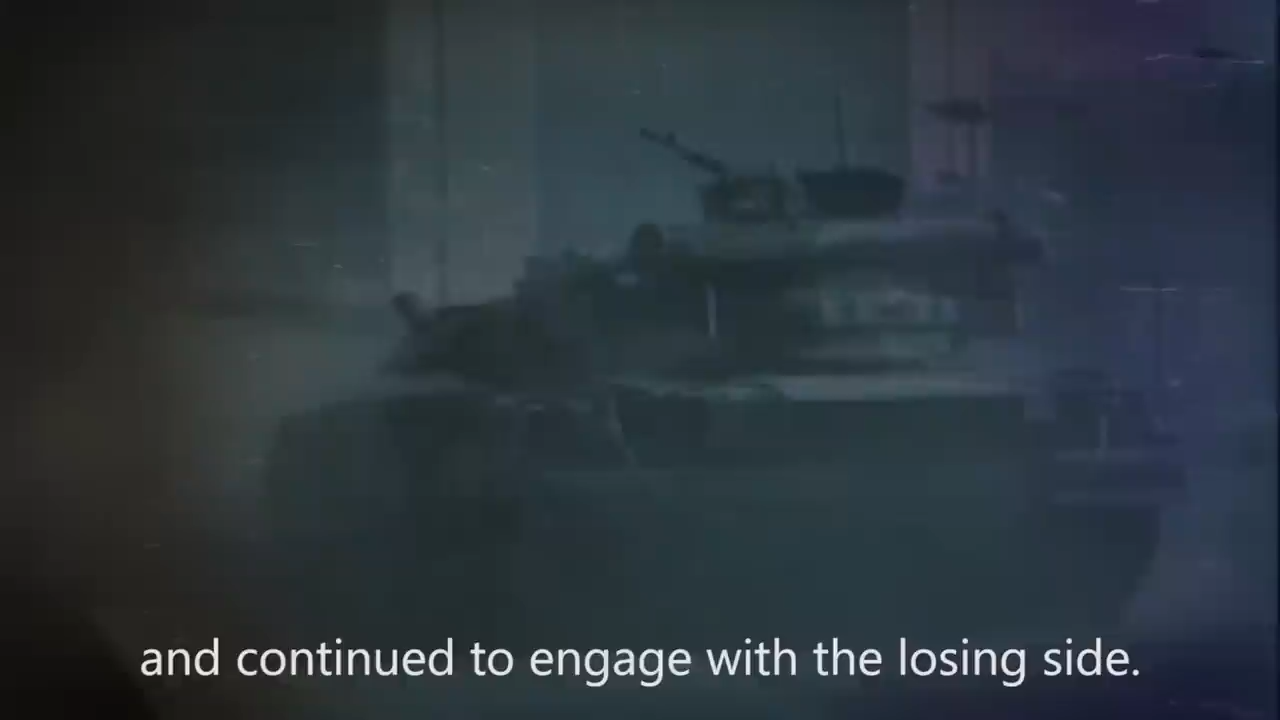 and continued to engage with the losing side.